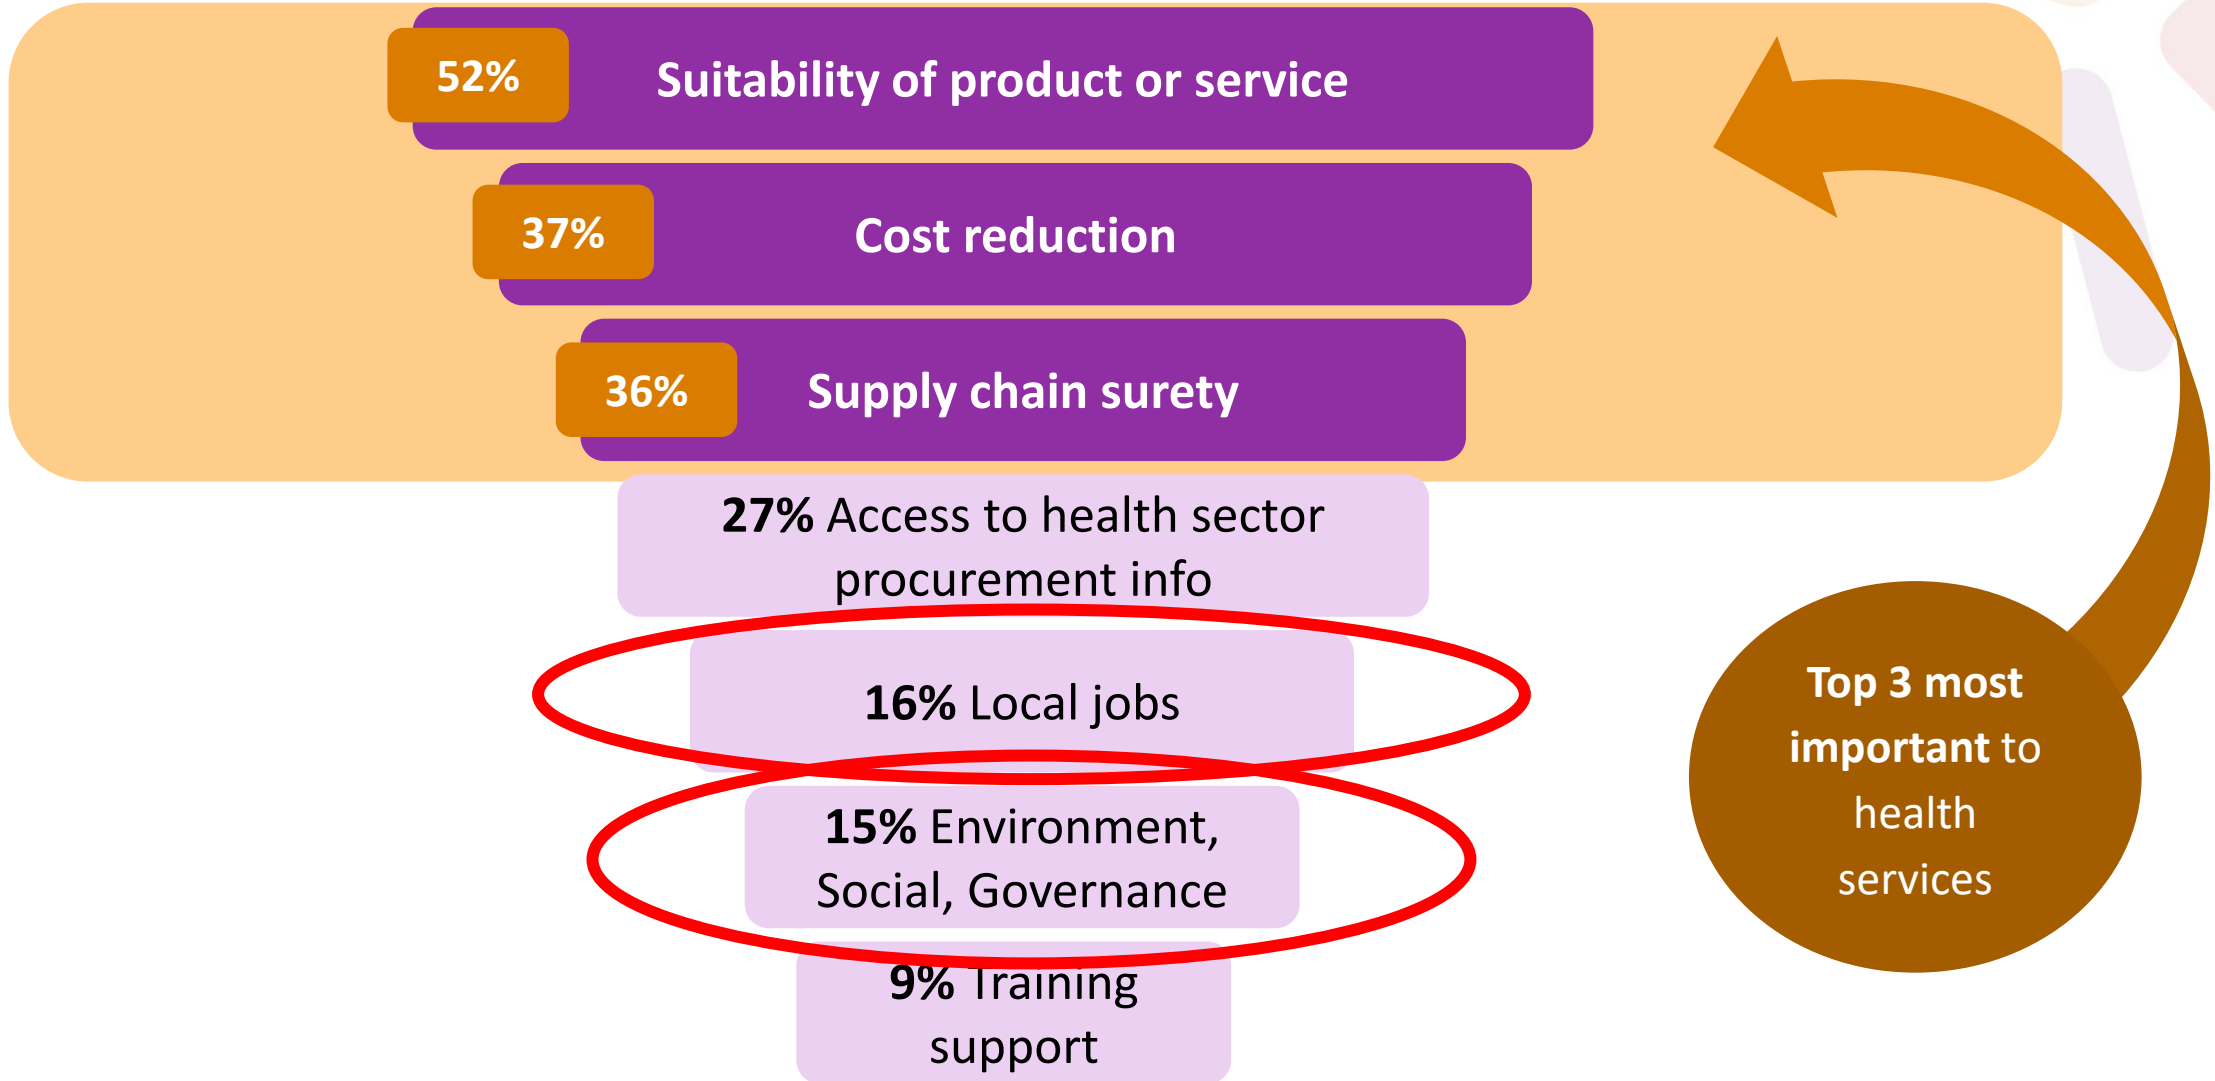 52%
Suitability of product or service
37%
Cost reduction
36%
Supply chain surety
27% Access to health sector
procurement info
16% Local jobs
15% Environment,
Social, Governance
9% Training
support
Top 3 most
important to
health
services